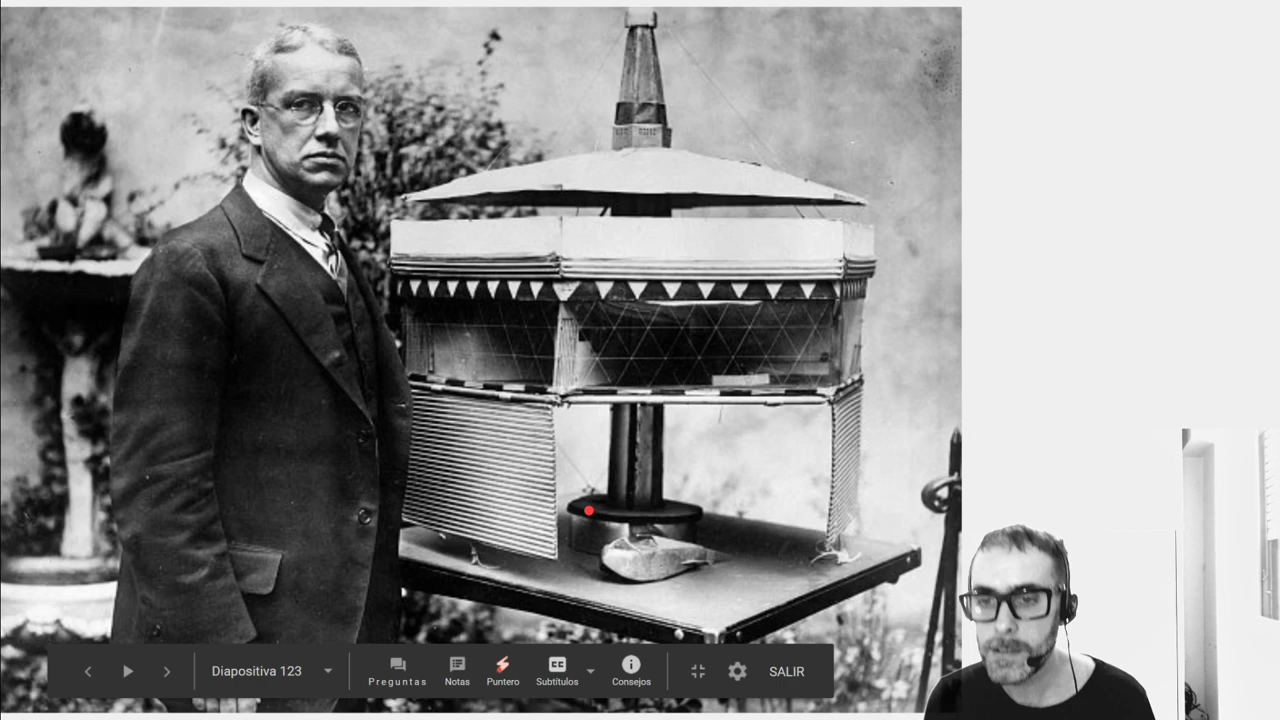 Diapositiva 123
Preguntas
Notas
Puntero
Subtítulos
Consejos
SALIR